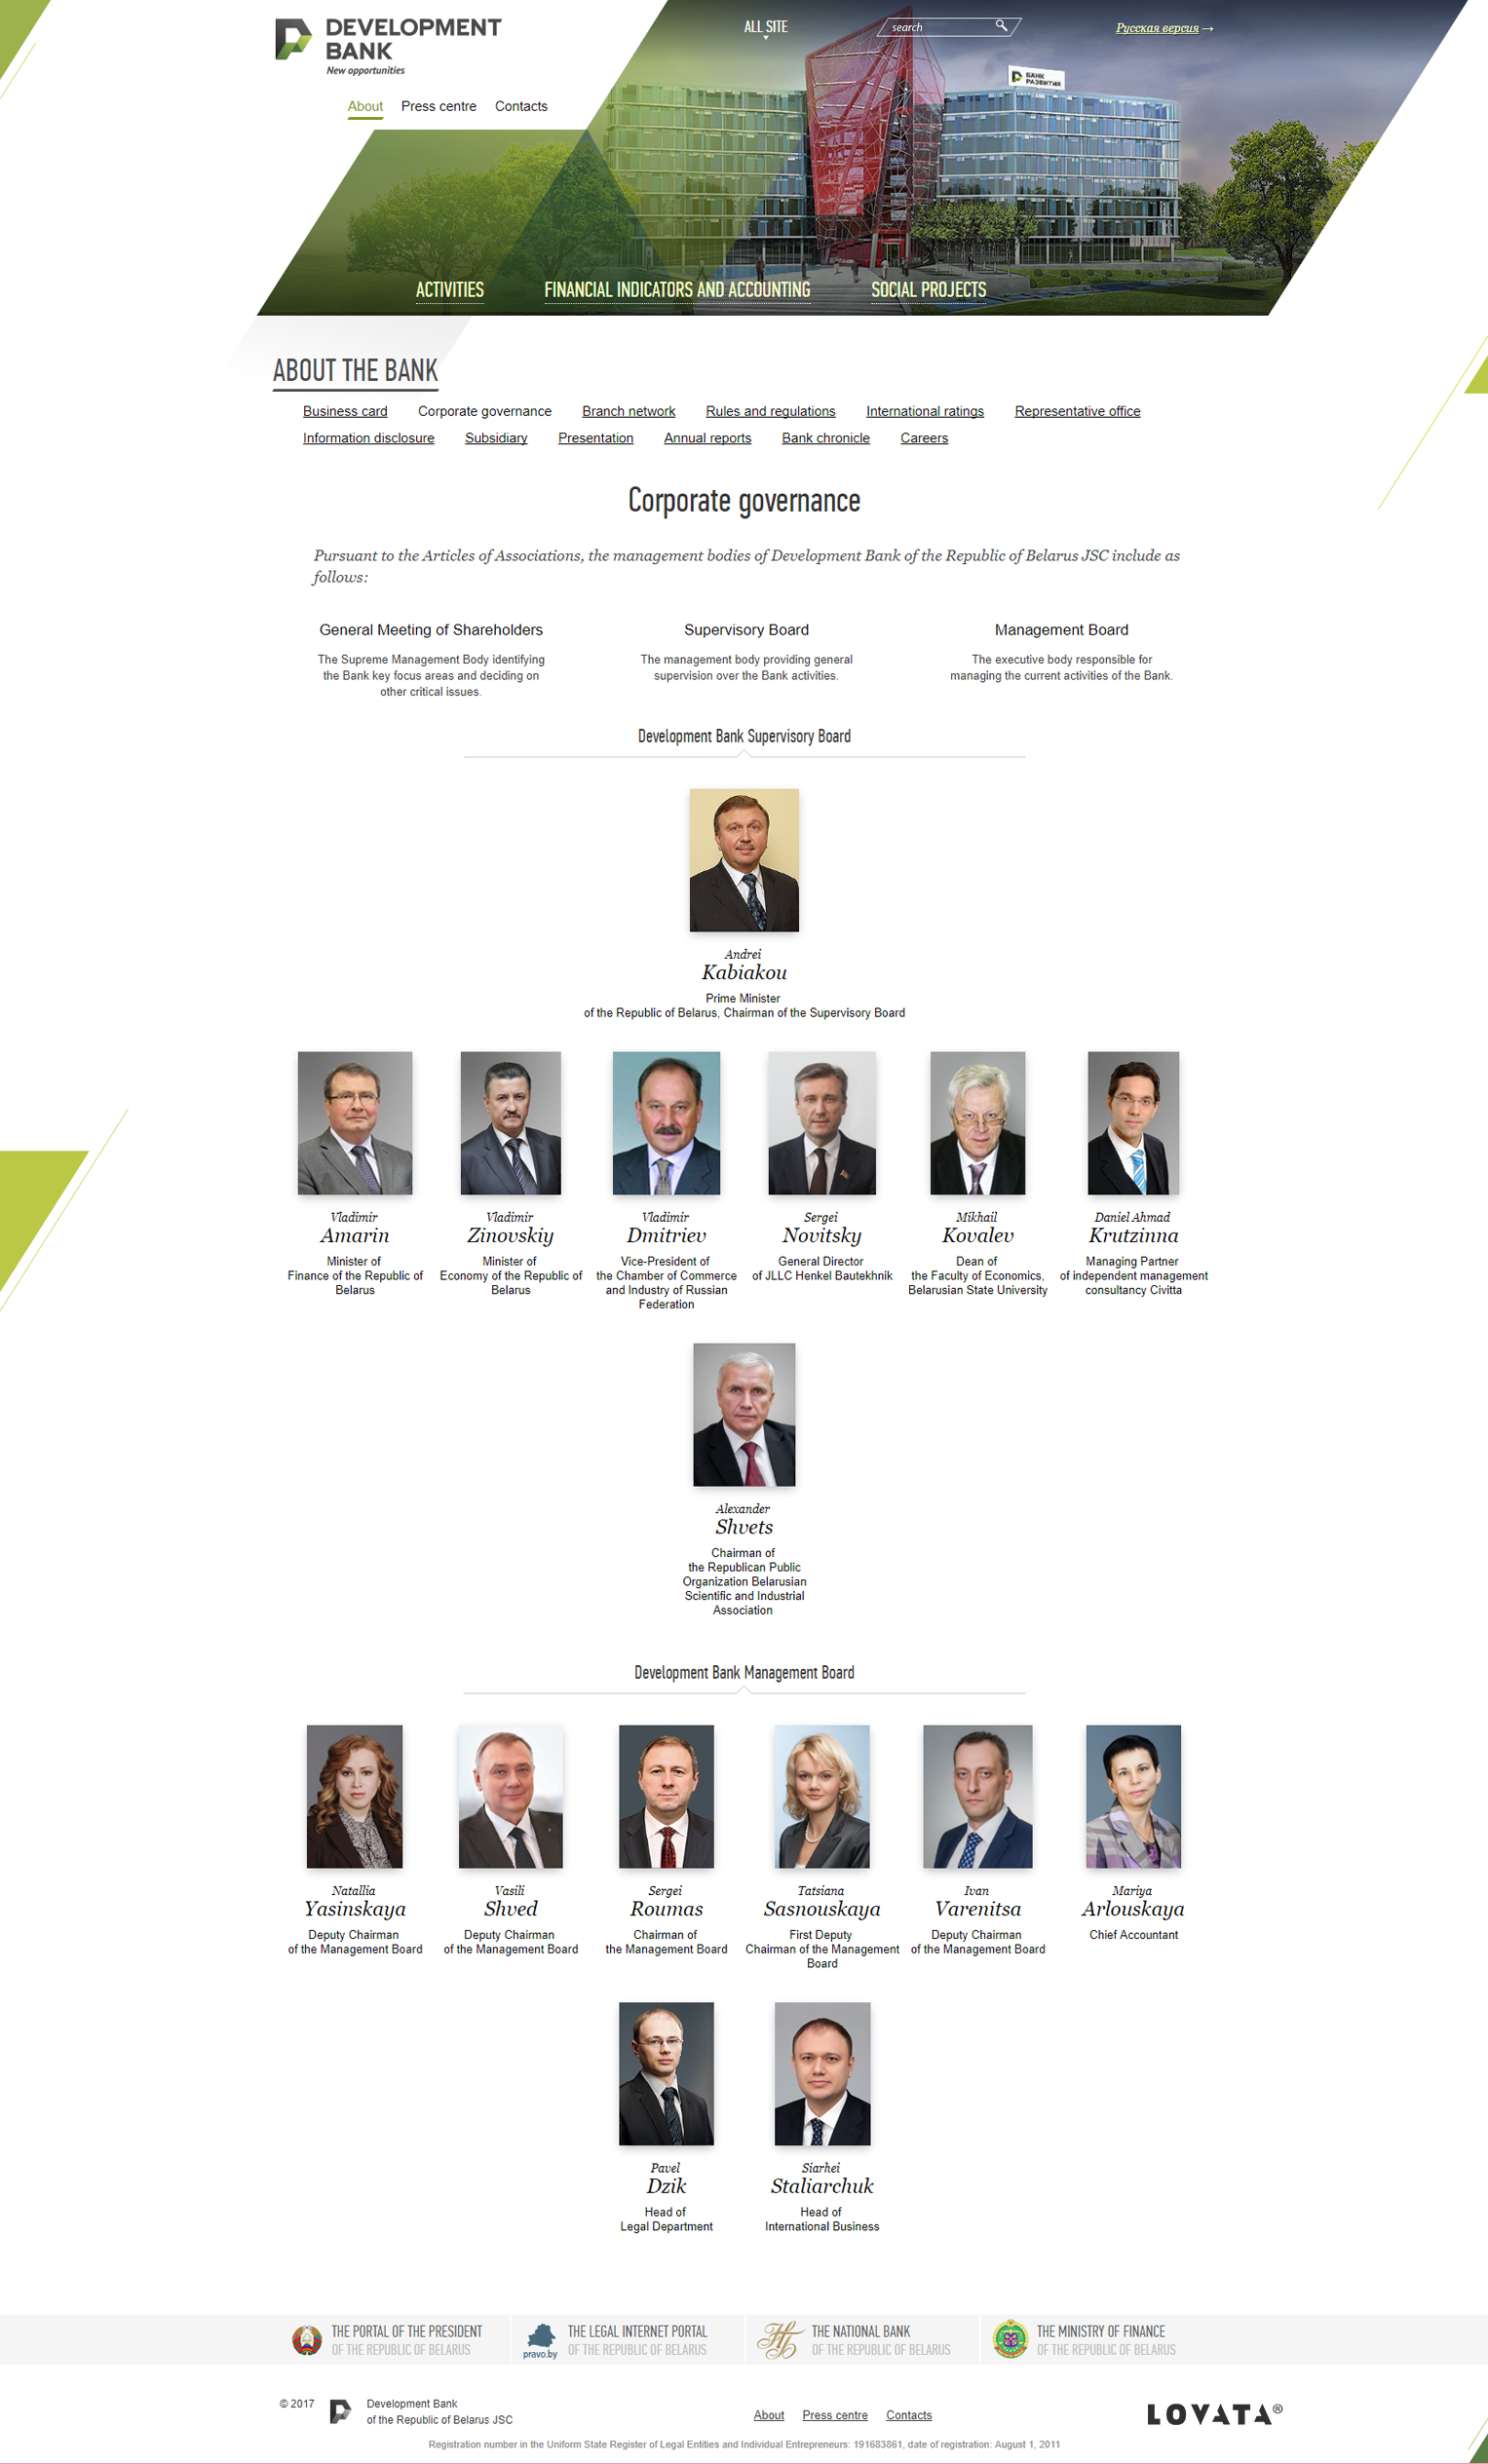 DEVELOPMENT
BANK
New opportunities
ALL SITE
search
Русская версия →
БАНК
РАЗВИТИЯ
About
Press centre
Contacts
ACTIVITIES
FINANCIAL INDICATORS AND ACCOUNTING
SOCIAL PROJECTS
ABOUT THE BANK
Business card
Corporate governance
Branch network
Rules and regulations
International ratings
Representative office
Information disclosure
Subsidiary
Presentation
Annual reports
Bank chronicle
Careers
Corporate governance
Pursuant to the Articles of Associations, the management bodies of Development Bank of the Republic of Belarus JSC include as
follows:
General Meeting of Shareholders
The Supreme Management Body identifying
the Bank key focus areas and deciding on
other critical issues.
Supervisory Board
The management body providing general
supervision over the Bank activities.
Management Board
The executive body responsible for
managing the current activities of the Bank.
Development Bank Supervisory Board
Andrei
Kabiakou
Prime Minister
of the Republic of Belarus, Chairman of the Supervisory Board
Vladimir
Amarin
Minister of
Finance of the Republic of
Belarus
Vladimir
Zinovskiy
Minister of
Economy of the Republic of
Belarus
Vladimir
Dmitriev
Vice-President of
the Chamber of Commerce
and Industry of Russian
Federation
Sergei
Novitsky
General Director
of JLLC Henkel Bautekhnik
Mikhail
Kovalev
Dean of
the Faculty of Economics,
Belarusian State University
Daniel Ahmad
Krutzinna
Managing Partner
of independent management
consultancy Civitta
Alexander
Shvets
Chairman of
the Republican Public
Organization Belarusian
Scientific and Industrial
Association
Development Bank Management Board
Natallia
Yasinskaya
Deputy Chairman
of the Management Board
Vasili
Shved
Deputy Chairman
of the Management Board
Sergei
Roumas
Chairman of
the Management Board
Tatsiana
Sasnouskaya
First Deputy
Chairman of the Management
Board
Ivan
Varenitsa
Deputy Chairman
of the Management Board
Mariya
Arlouskaya
Chief Accountant
Pavel
Dzik
Head of
Legal Department
Siarhei
Staliarchuk
Head of
International Business
THE PORTAL OF THE PRESIDENT
OF THE REPUBLIC OF BELARUS
pravo.by
THE LEGAL INTERNET PORTAL
OF THE REPUBLIC OF BELARUS
НБ
THE NATIONAL BANK
OF THE REPUBLIC OF BELARUS
THE MINISTRY OF FINANCE
OF THE REPUBLIC OF BELARUS
© 2017
Development Bank
of the Republic of Belarus JSC
About
Press centre
Contacts
LOVATA®
Registration number in the Uniform State Register of Legal Entities and Individual Entrepreneurs: 191683861, date of registration: August 1, 2011